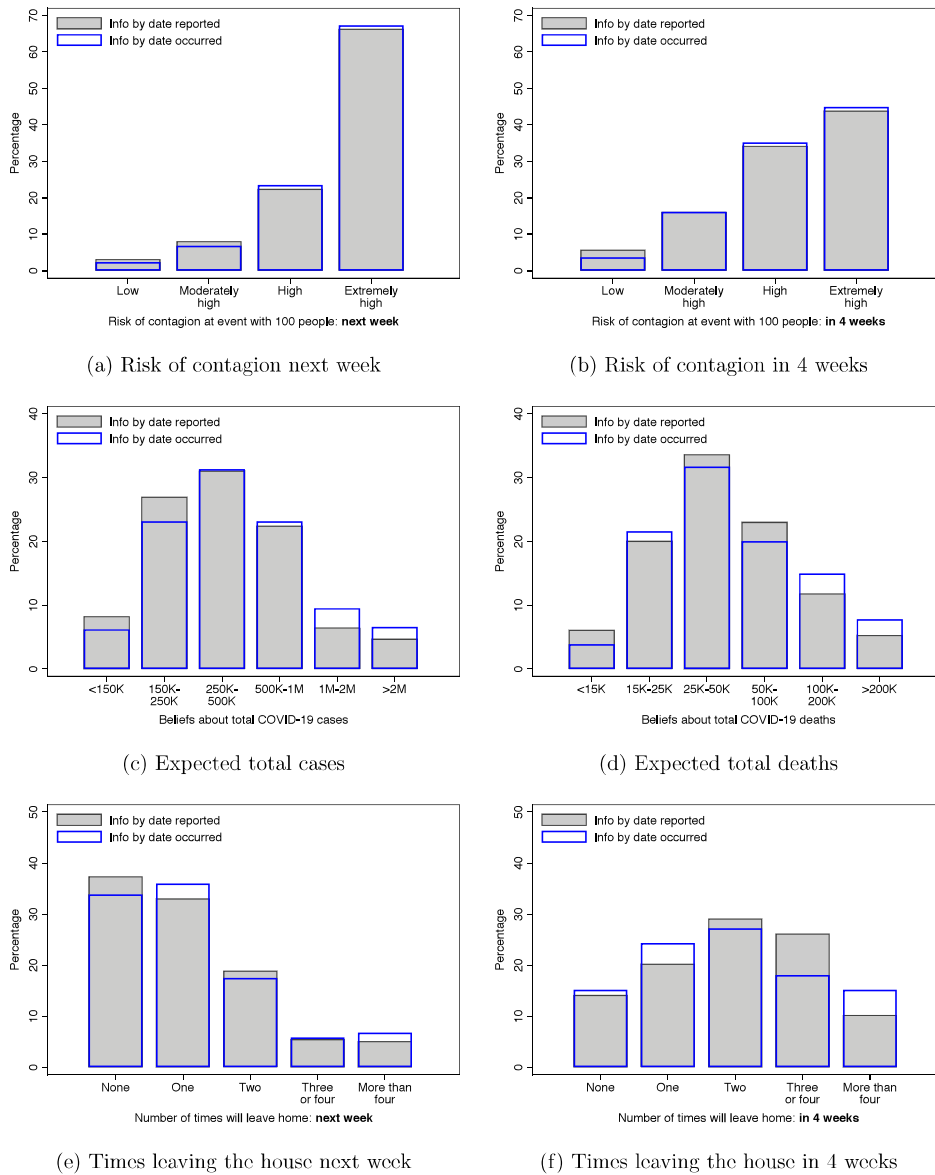 70
60
50
40
30
20
10
0
Percentage
Info by date reported
Info by date occurred
Low
Moderately
high
High
Extremely
high
Risk of contagion at event with 100 people: next week
(a) Risk of contagion next week
70
60
50
40
30
20
10
0
Percentage
Info by date reported
Info by date occurred
Low
Moderately
high
High
Extremely
high
Risk of contagion at event with 100 people: in 4 weeks
(b) Risk of contagion in 4 weeks
40
30
20
10
0
Percentage
Info by date reported
Info by date occurred
<150K
150K-
250K
250K-
500K
500K-1M
1M-2M
>2M
Beliefs about total COVID-19 cases
(c) Expected total cases
40
30
20
10
0
Percentage
Info by date reported
Info by date occurred
<15K
15K-25K
25K-50K
50K-
100K
100K-
200K
>200K
Beliefs about total COVID-19 deaths
(d) Expected total deaths
50
40
30
20
10
0
Percentage
Info by date reported
Info by date occurred
None
One
Two
Three
or four
More than
four
Number of times will leave home: next week
(e) Times leaving the house next week
50
40
30
20
10
0
Percentage
Info by date reported
Info by date occurred
None
One
Two
Three
or four
More than
four
Number of times will leave home: in 4 weeks
(f) Times leaving the house in 4 weeks